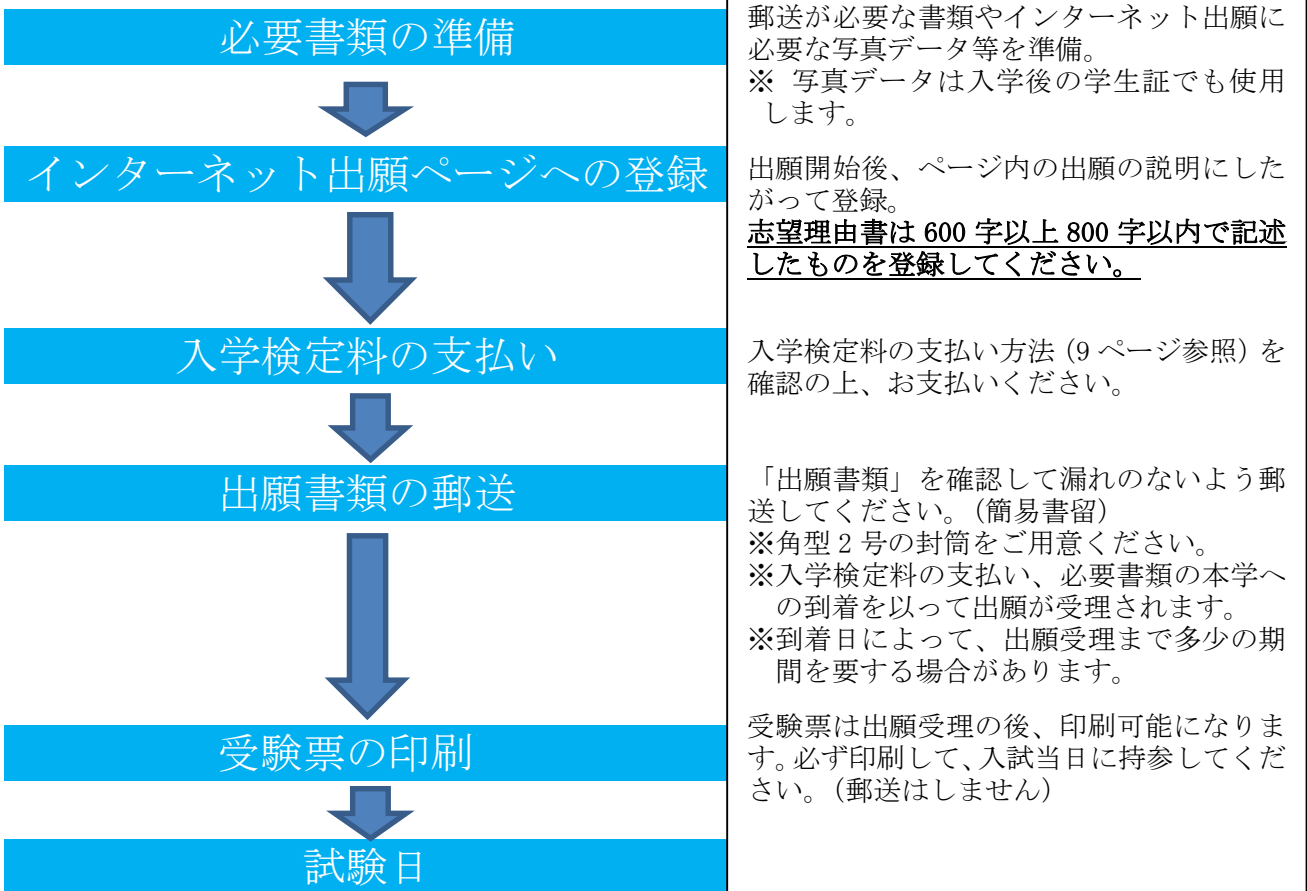 必要書類の準備
郵送が必要な書類やインターネット出願に
必要な写真データ等を準備。
※ 写真データは入学後の学生証でも使用
します。
インターネット出願ページへの登録
出願開始後、ページ内の出願の説明にした
がって登録。
志望理由書は 600 字以上 800 字以内で記述
したものを登録してください。
入学検定料の支払い
入学検定料の支払い方法（9 ページ参照）を
確認の上、お支払いください。
出願書類の郵送
「出願書類」を確認して漏れのないよう郵
送してください。（簡易書留）
※角型 2 号の封筒をご用意ください。
※入学検定料の支払い、必要書類の本学へ
の到着を以って出願が受理されます。
※到着日によって、出願受理まで多少の期
間を要する場合があります。
受験票の印刷
受験票は出願受理の後、印刷可能になりま
す。必ず印刷して、入試当日に持参してくだ
さい。（郵送はしません）
試験日